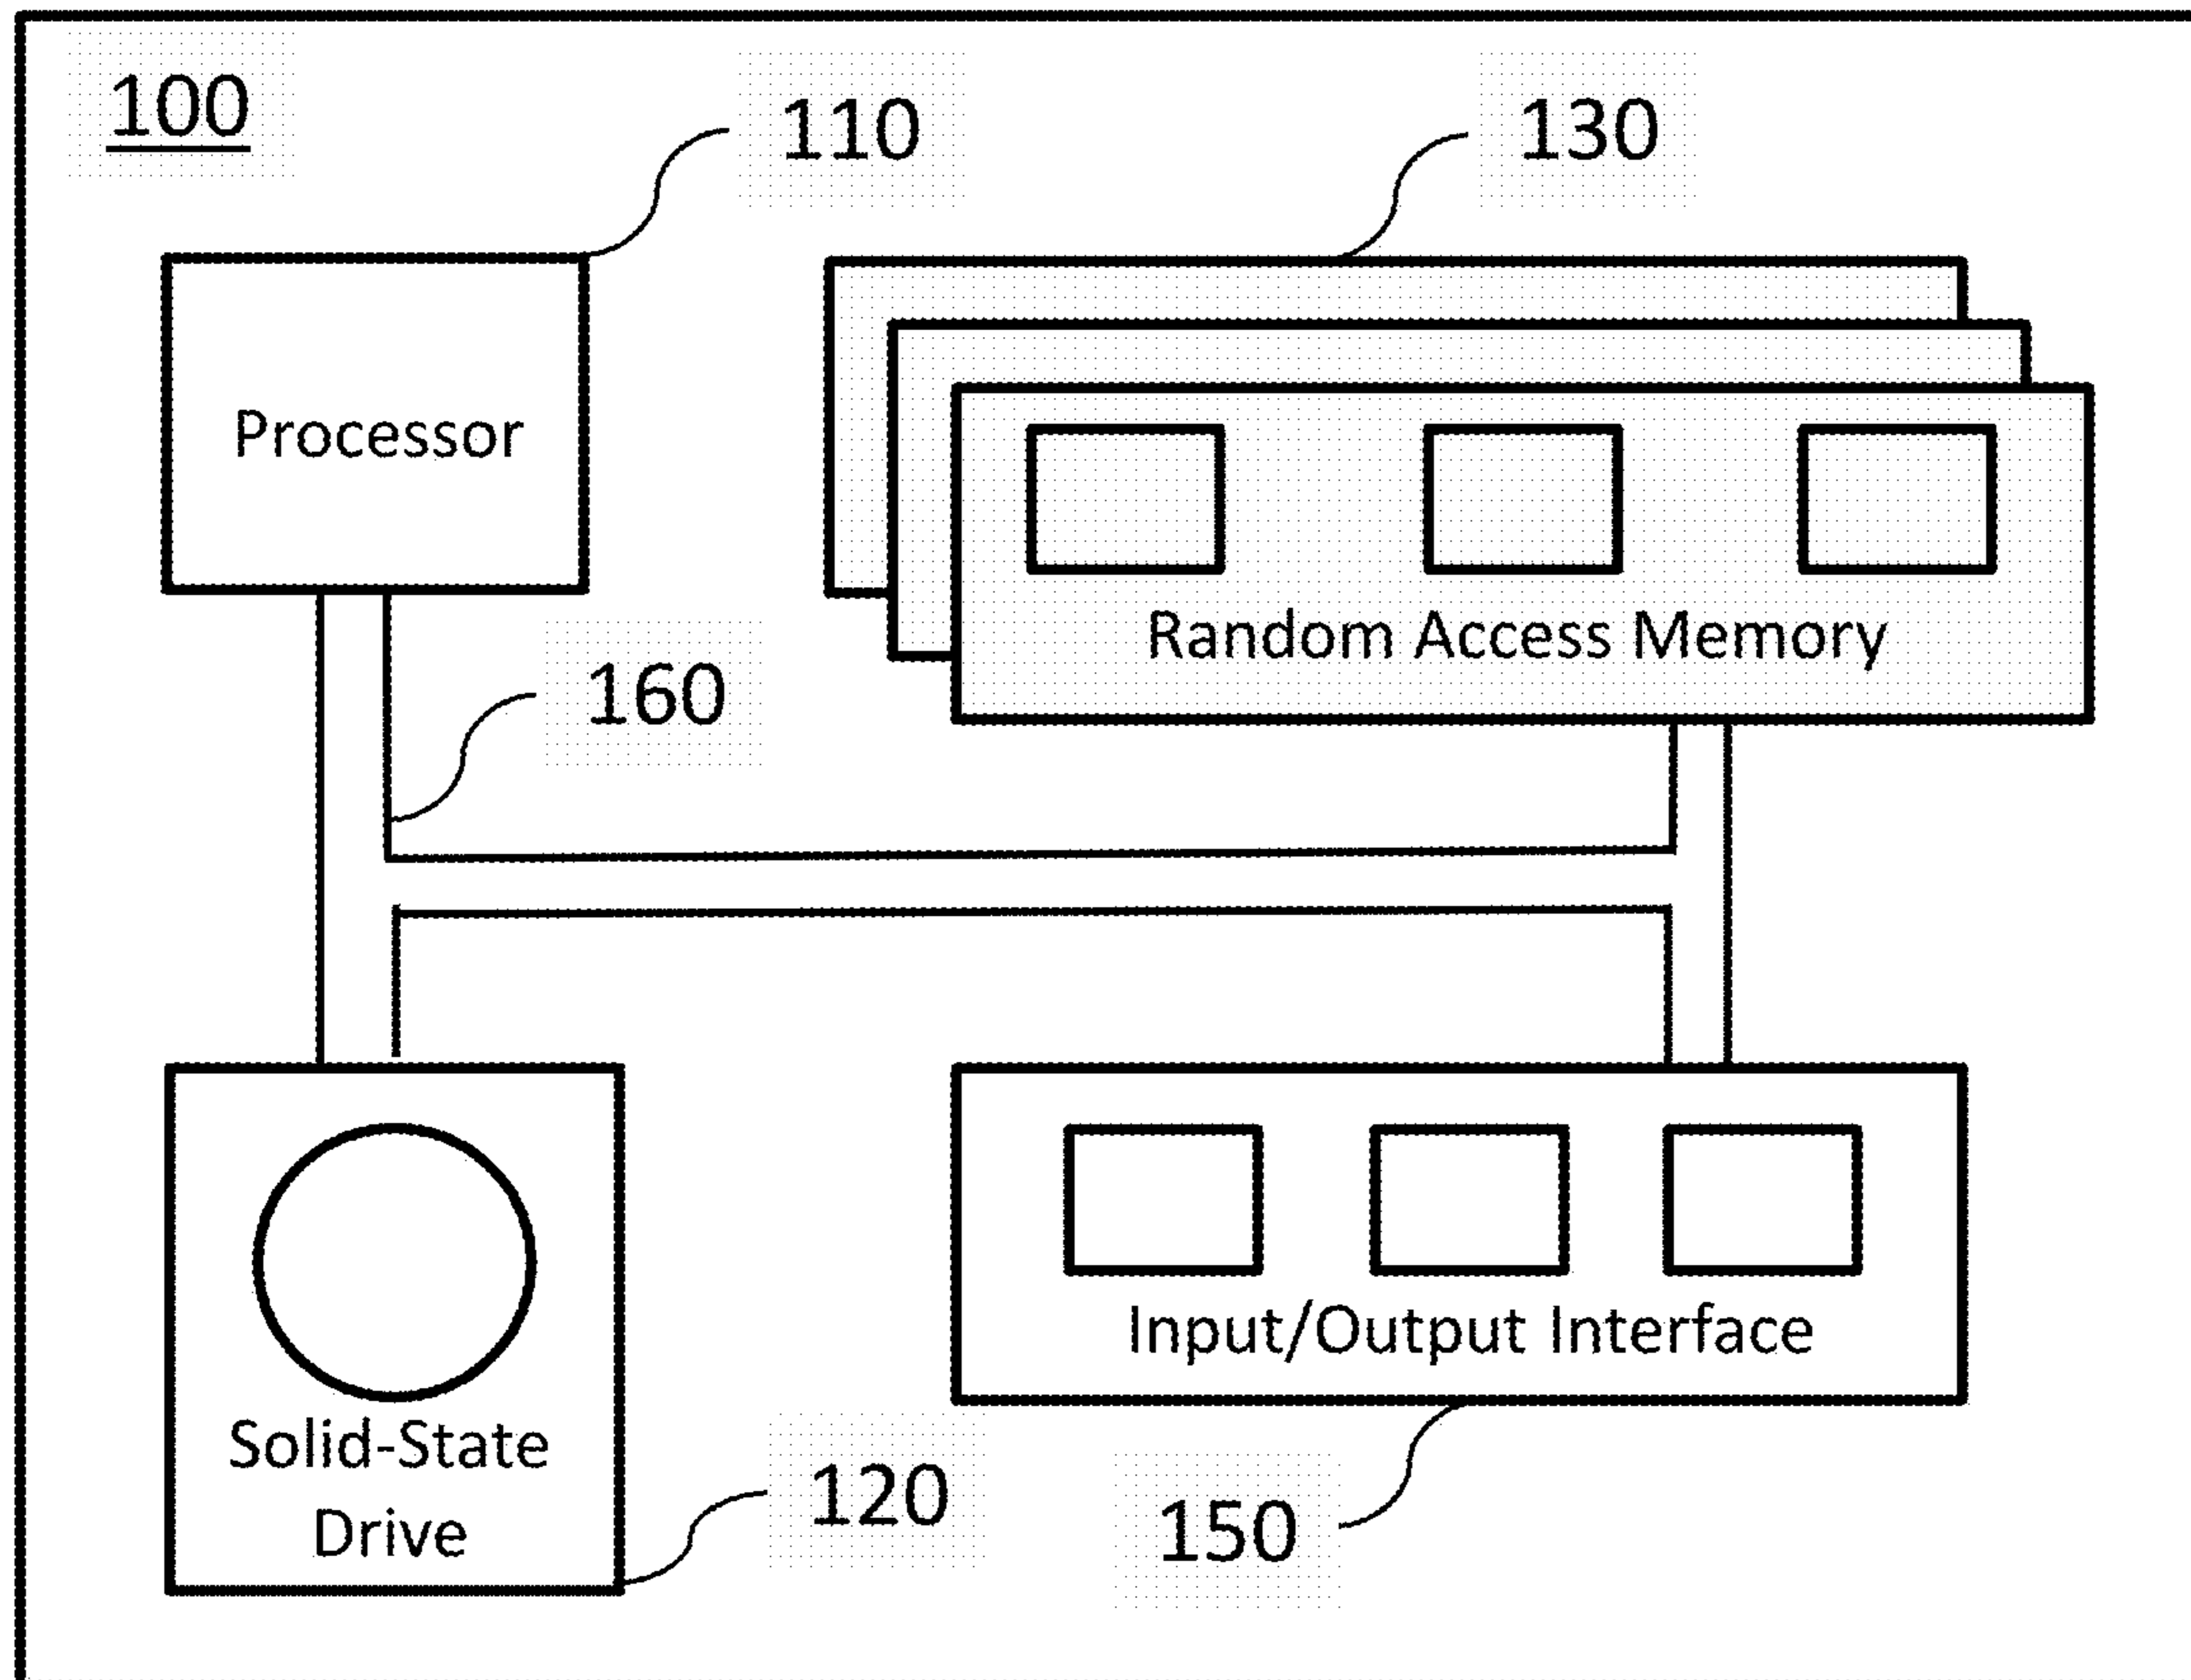 100
110
130
Processor
Random Access Memory
160
Input/Output Interface
Solid-State
Drive
120
150